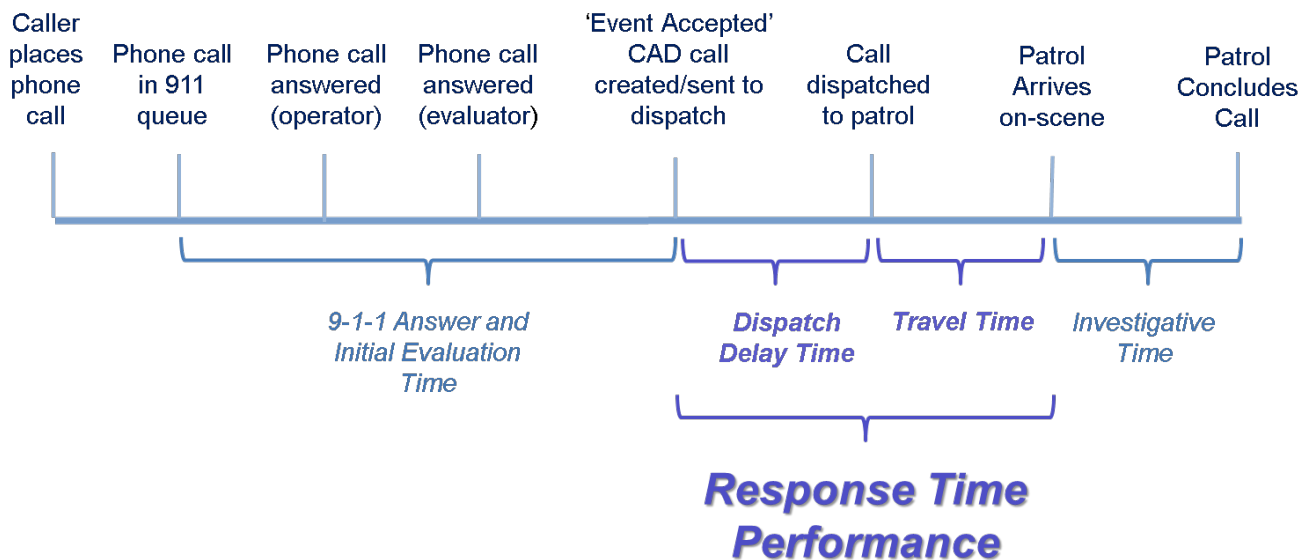 Caller
places
phone
call
Phone call
in 911
queue
Phone call
answered
(operator)
Phone call
answered
(evaluator)
‘Event Accepted’
CAD call
created/sent to
dispatch
Call
dispatched
to patrol
Patrol
Arrives
on-scene
Patrol
Concludes
Call
9-1-1 Answer and
Initial Evaluation
Time
Dispatch
Delay Time
Travel Time
Investigative
Time
Response Time
Performance